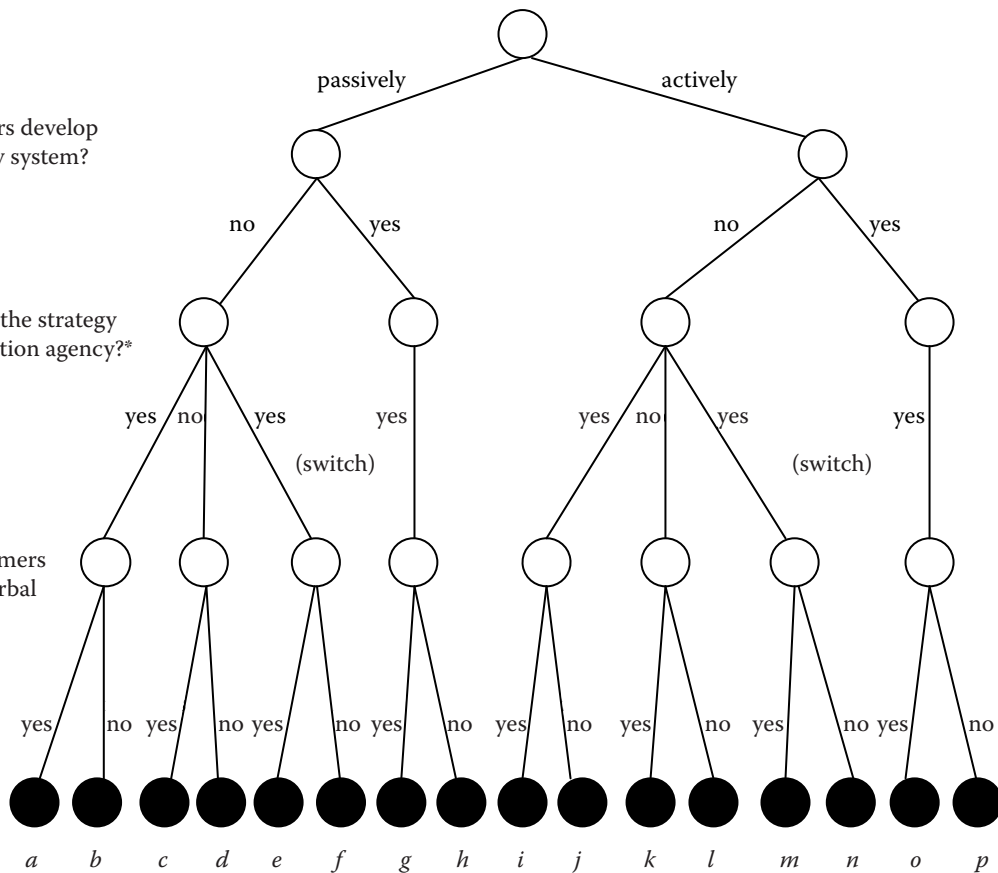 passively actively
rs develop
system?
no yes no yes
the strategy
tion agency?*
yes no yes yes yes no yes yes
(switch) (switch)
mers
rbal
yes no yes no yes no yes no yes no yes no yes no yes no
a b c d e f g h i j k l m n o p